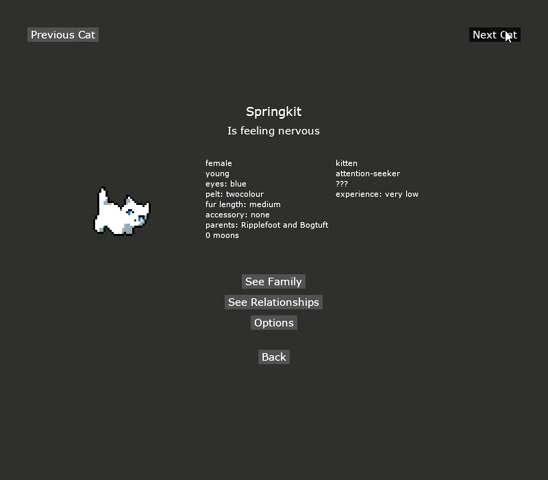 Previous Cat
Next Cat
Springkit
Is feeling nervous
female
young
eyes: blue
pelt: twocolour
fur length: medium
accessory: none
parents: Ripplefoot and Bogtuft
0 moons
kitten
attention-seeker
???
experience: very low
See Family
See Relationships
Options
Back